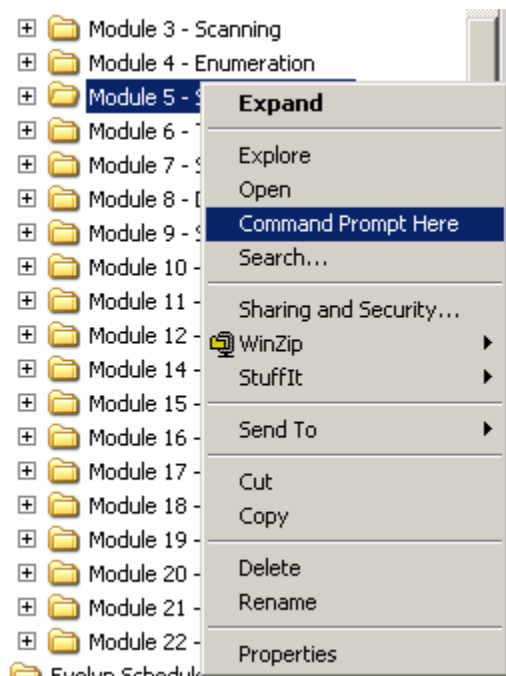 Module 3 - Scanning
Module 4 - Enumeration
Module 5 -
Module 6 -
Module 7 -
Module 8 -
Module 9 -
Module 10 -
Module 11 -
Module 12 -
Module 14 -
Module 15 -
Module 16 -
Module 17 -
Module 18 -
Module 19 -
Module 20 -
Module 21 -
Module 22 -
Expand
Explore
Open
Command Prompt Here
Search...
Sharing and Security...
WinZip
StuffIt
Send To
Cut
Copy
Delete
Rename
Properties